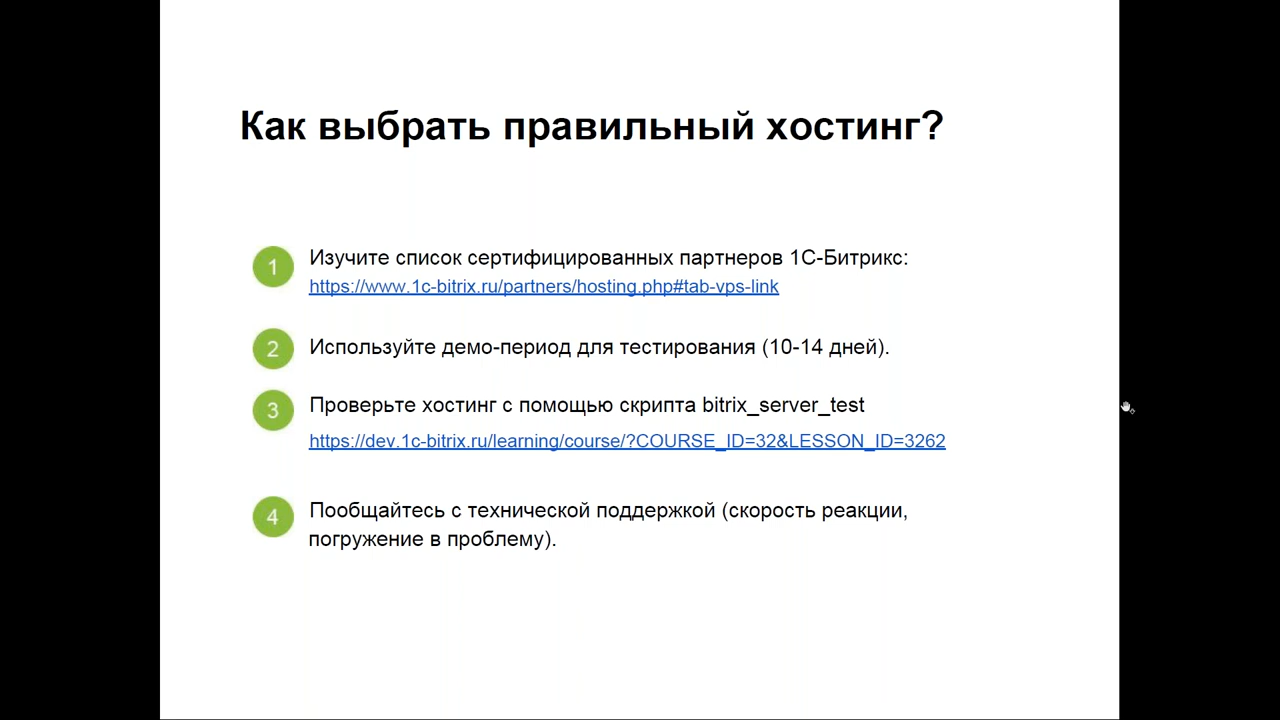 Как выбрать правильный хостинг?
1 Изучите список сертифицированных партнеров 1С-Битрикс:
https://www.1c-bitrix.ru/partners/hosting.php#tab-vps-link
2 Используйте демо-период для тестирования (10-14 дней).
3 Проверьте хостинг с помощью скрипта bitrix_server_test
https://dev.1c-bitrix.ru/learning/course/?COURSE_ID=32&LESSON_ID=3262
4 Пообщайтесь с технической поддержкой (скорость реакции,
погружение в проблему).